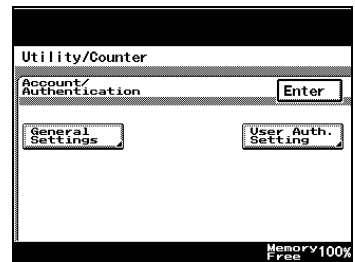 Utility/Counter
Account/
Authentication
Enter
General
Settings
User Auth.
Setting
Memory
Free 100%